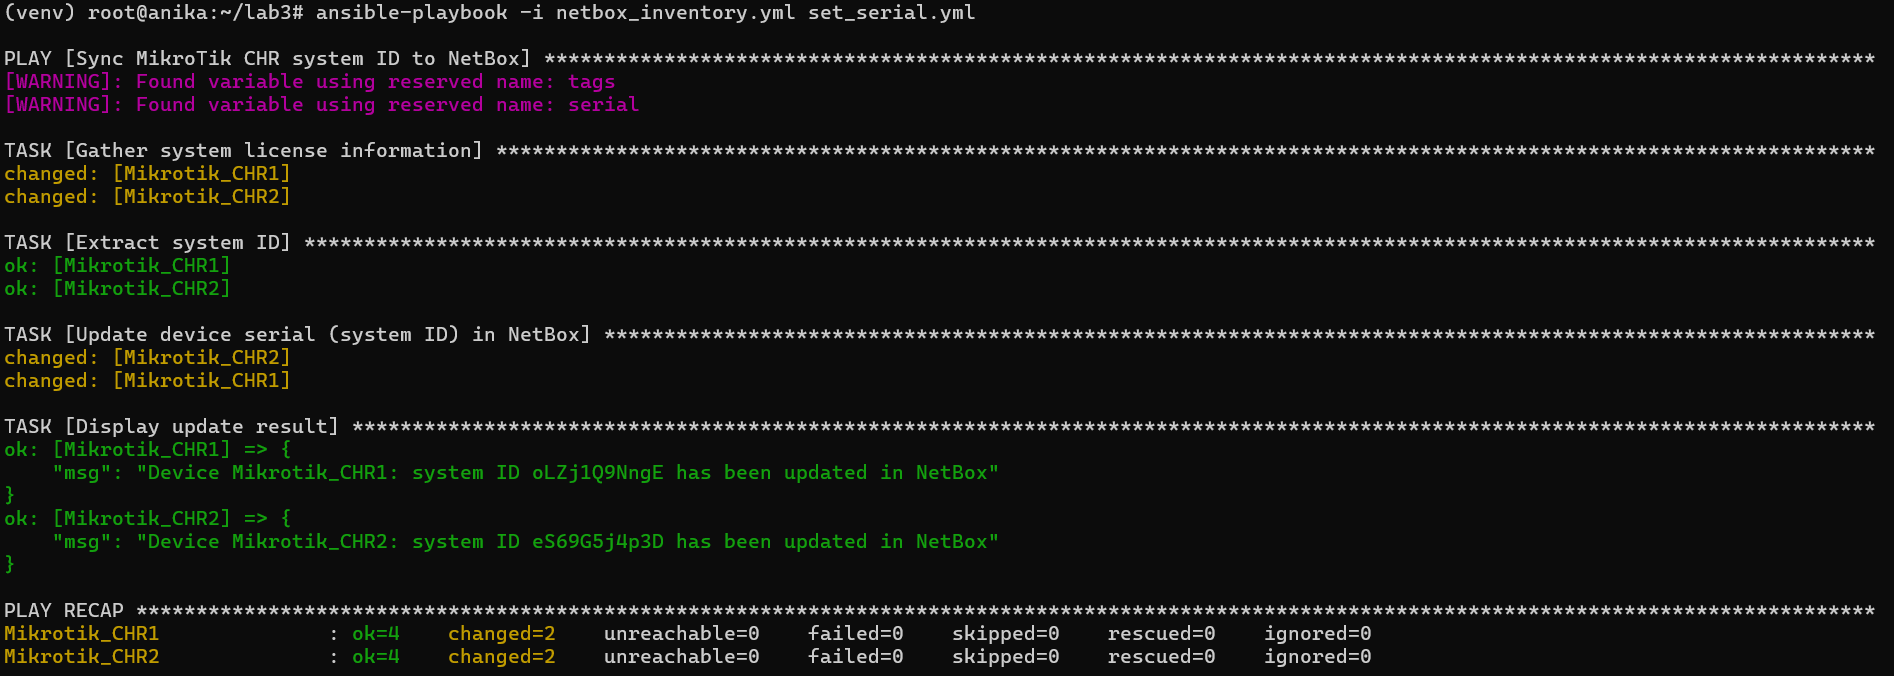 (venv) root@anika:~/lab3# ansible-playbook -i netbox_inventory.yml set_serial.yml
PLAY [Sync MikroTik CHR system ID to NetBox] ***************************************************************************************************************
[WARNING]: Found variable using reserved name: tags
[WARNING]: Found variable using reserved name: serial
TASK [Gather system license information] *******************************************************************************************************************
changed: [Mikrotik_CHR1]
changed: [Mikrotik_CHR2]
TASK [Extract system ID] ***********************************************************************************************************************************
ok: [Mikrotik_CHR1]
ok: [Mikrotik_CHR2]
TASK [Update device serial (system ID) in NetBox] **********************************************************************************************************
changed: [Mikrotik_CHR2]
changed: [Mikrotik_CHR1]
TASK [Display update result] *******************************************************************************************************************************
ok: [Mikrotik_CHR1] => {
    "msg": "Device Mikrotik_CHR1: system ID oLZj1Q9NngE has been updated in NetBox"
}
ok: [Mikrotik_CHR2] => {
    "msg": "Device Mikrotik_CHR2: system ID eS69G5j4p3D has been updated in NetBox"
}
PLAY RECAP *************************************************************************************************************************************************
Mikrotik_CHR1              : ok=4    changed=2    unreachable=0    failed=0    skipped=0    rescued=0    ignored=0
Mikrotik_CHR2              : ok=4    changed=2    unreachable=0    failed=0    skipped=0    rescued=0    ignored=0